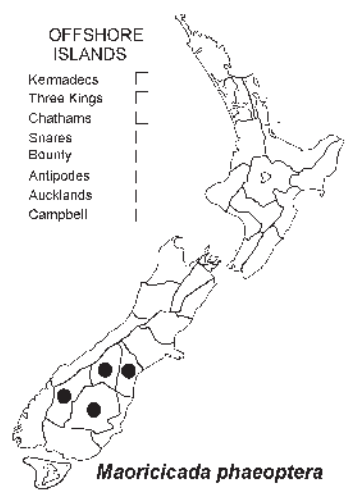 OFFSHORE
ISLANDS
Kermadecs
Three Kings
Chathams
Snares
Bounty
Antipodes
Aucklands
Campbell
Maoricicada phaeoptera